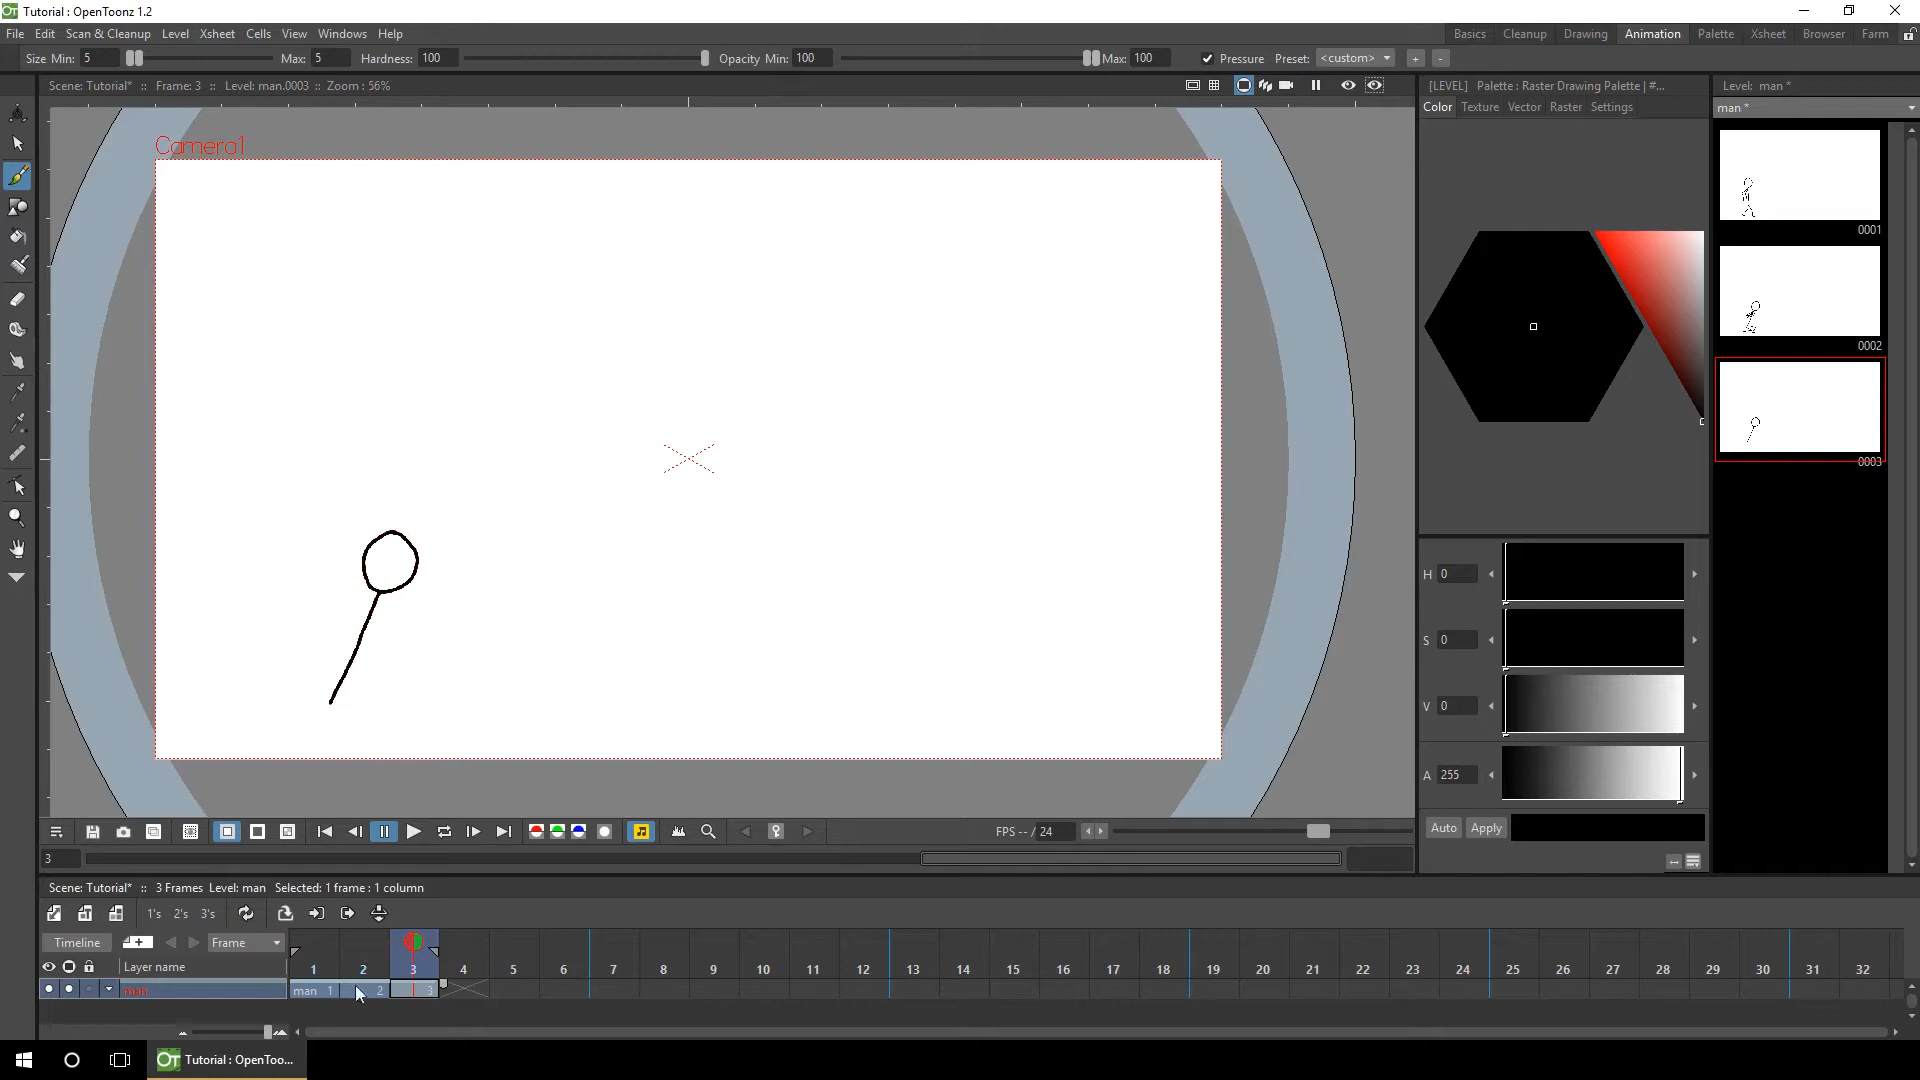 Tutorial : OpenToonz 1.2
File Edit Scan & Cleanup Level Xsheet Cells View Windows Help
Basics Cleanup Drawing Animation Palette Xsheet Browser Farm
Size Min: 5 Max: 5 Hardness: 100 Opacity Min: 100 Max: 100 Pressure Preset: <custom> + -
Scene: Tutorial* :: Frame: 3 :: Level: man.0003 :: Zoom : 56%
[LEVEL] Palette : Raster Drawing Palette | #...
Level: man *
Color Texture Vector Raster Settings
man *
Camera1
0001
0002
0003
H 0
S 0
V 0
A 255
Auto Apply
FPS -- / 24
3
Scene: Tutorial* :: 3 Frames Level: man Selected: 1 frame : 1 column
1's 2's 3's
Timeline Frame
Layer name
1 2 3 4 5 6 7 8 9 10 11 12 13 14 15 16 17 18 19 20 21 22 23 24 25 26 27 28 29 30 31 32
man man 1 2 3
OT Tutorial : OpenToo...